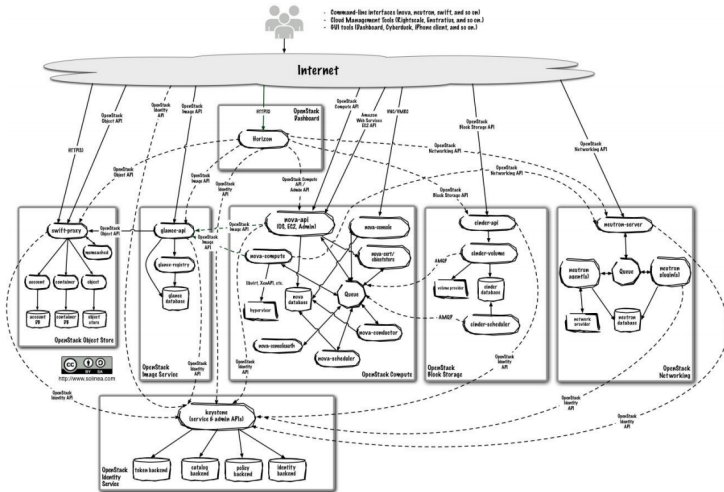 - Command-line interfaces (nova, neutron, swift, and so on)
- Cloud Management Tools (Rightscale, Enstratius, and so on.)
- GUI tools (Dashboard, Cyberduck, iPhone client, and so on.)
Internet
HTTP(S)
OpenStack
Object API
OpenStack
Identity
API
OpenStack
Image API
HTTP(S)
OpenStack
Dashboard
Horizon
OpenStack
Compute API
Amazon
Web Services
EC2 API
VNC/VMRC
OpenStack
Block Storage API
OpenStack
Networking API
OpenStack
Networking API
OpenStack
Object API
OpenStack
Image API
OpenStack
Identity
API
OpenStack Compute
API /
Admin API
OpenStack
Block Storage API
swift-proxy
memcached
account
container
object
account
DB
container
DB
object
store
OpenStack Object Store
OpenStack
Object API
glance-api
glance-registry
glance
database
OpenStack
Image Service
OpenStack
Image API
nova-api
(OS, EC2, Admin)
nova-console
nova-compute
nova-cert/
objectstore
libvirt, XenAPI, etc.
hypervisor
nova
database
Queue
nova-consoleauth
nova-conductor
nova-scheduler
OpenStack Compute
cinder-api
cinder-volume
AMQP
volume provider
cinder
database
AMQP
cinder-scheduler
OpenStack
Block Storage
neutron-server
neutron
agent(s)
Queue
neutron
plugin(s)
network
provider
neutron
database
OpenStack
Networking
CC BY SA
http://www.solinea.com
OpenStack
Identity
API
OpenStack
Identity
API
OpenStack
Identity
API
OpenStack
Identity
API
OpenStack
Identity
API
OpenStack
Identity
API
keystone
(service & admin APIs)
token backend
catalog
backend
policy
backend
identity
backend
OpenStack
Identity
Service